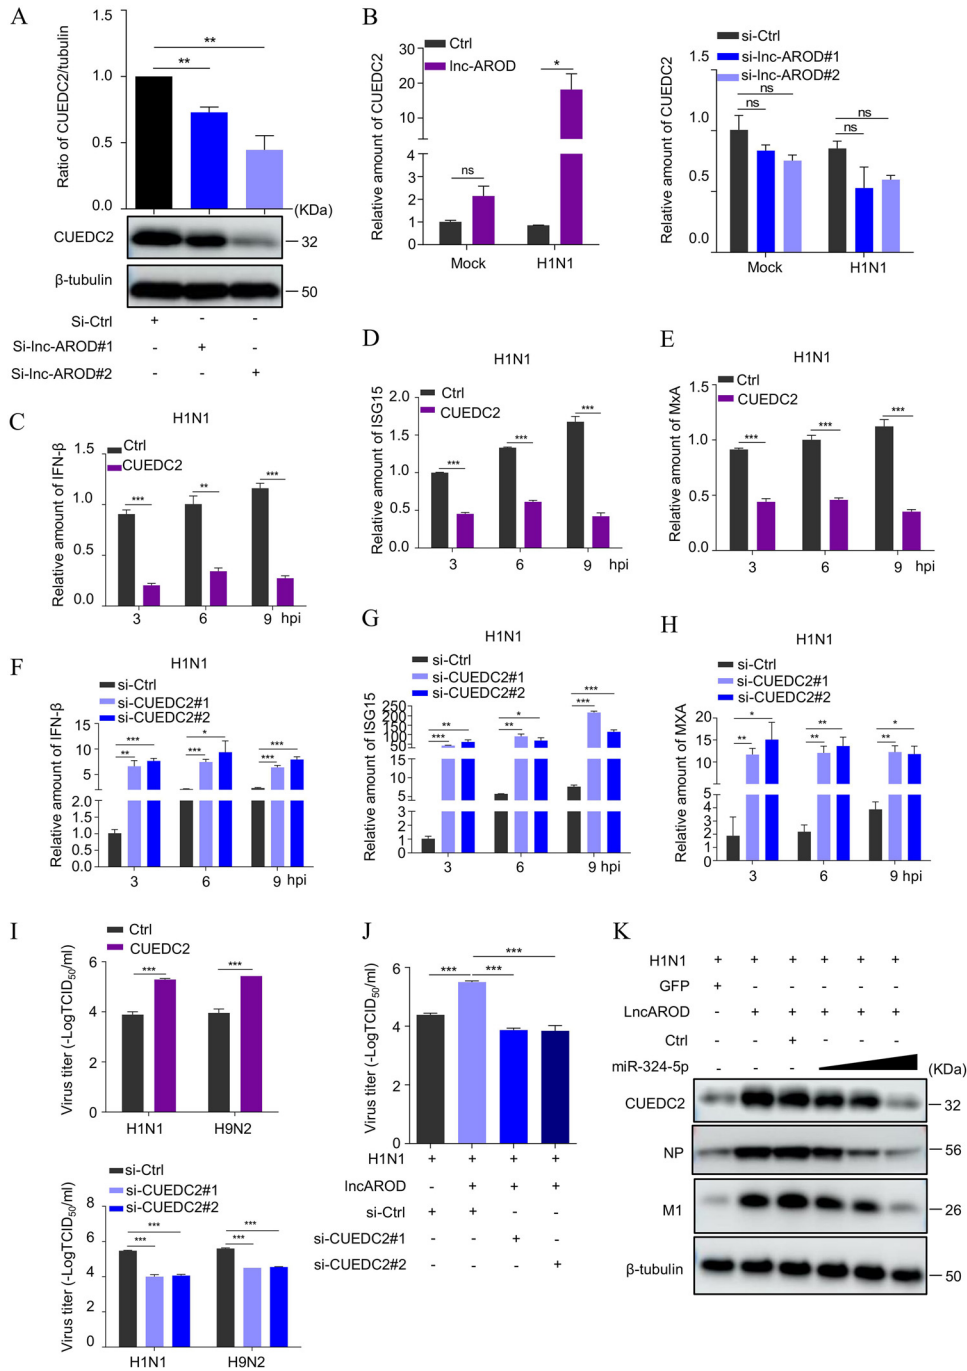 A
Ratio of CUEDC2/tubulin
1.5
1.0
0.5
0.0
**
**
(KDa)
CUEDC2
32
β-tubulin
50
Si-Ctrl + - -
Si-lnc-AROD#1 - + -
Si-lnc-AROD#2 - - +
B
Relative amount of CUEDC2
30
20
10
4
3
2
1
0
Ctrl
lnc-AROD
ns
*
Mock H1N1
Relative amount of CUEDC2
1.5
1.0
0.5
0.0
si-Ctrl
si-lnc-AROD#1
si-lnc-AROD#2
ns
ns
ns
ns
Mock H1N1
C
H1N1
Relative amount of IFN-β
1.5
1.0
0.5
0.0
Ctrl
CUEDC2
*** ** ***
3 6 9 hpi
D
H1N1
Relative amount of ISG15
2.0
1.5
1.0
0.5
0.0
Ctrl
CUEDC2
*** *** ***
3 6 9 hpi
E
H1N1
Relative amount of MxA
1.5
1.0
0.5
0.0
Ctrl
CUEDC2
*** *** ***
3 6 9 hpi
F
H1N1
si-Ctrl
si-CUEDC2#1
si-CUEDC2#2
Relative amount of IFN-β
15
10
5
2.0
1.5
1.0
0.5
0.0
*** * ***
** *** ***
3 6 9 hpi
G
H1N1
si-Ctrl
si-CUEDC2#1
si-CUEDC2#2
Relative amount of ISG15
250
200
150
100
50
15
10
5
3
2
1
0
** * ***
*** ** ***
3 6 9 hpi
H
H1N1
si-Ctrl
si-CUEDC2#1
si-CUEDC2#2
Relative amount of MXA
20
15
10
5
4
3
2
1
0
* ** *
** ** **
3 6 9 hpi
I
Ctrl
CUEDC2
Virus titer (-LogTCID50/ml)
6
4
2
0
*** ***
H1N1 H9N2
si-Ctrl
si-CUEDC2#1
si-CUEDC2#2
Virus titer (-LogTCID50/ml)
6
4
2
0
*** ***
*** ***
H1N1 H9N2
J
Virus titer (-LogTCID50/ml)
6
4
2
0
***
*** ***
H1N1 + + + +
lncAROD - + + +
si-Ctrl + + - -
si-CUEDC2#1 - - + -
si-CUEDC2#2 - - - +
K
H1N1 + + + + + +
GFP + - - - - -
LncAROD - + + + + +
Ctrl - - + - - -
miR-324-5p - - -
(KDa)
CUEDC2 32
NP 56
M1 26
β-tubulin 50